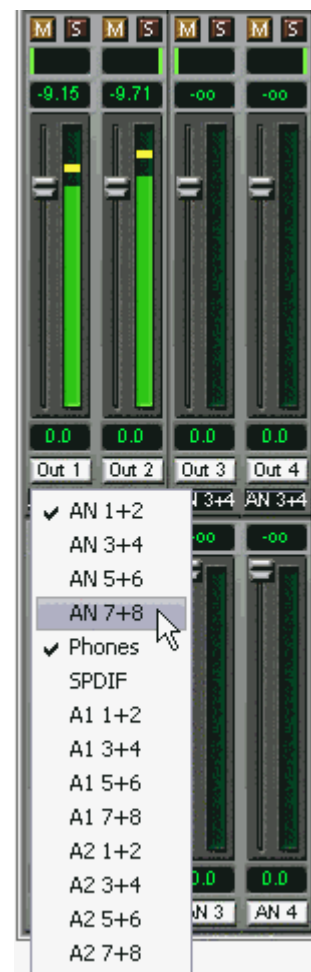 M S M S M S M S
-9.15 -9.71 -oo -oo
0.0 0.0 0.0 0.0
Out 1 Out 2 Out 3 Out 4
3+4 AN 3+4
-oo -oo
AN 1+2
AN 3+4
AN 5+6
AN 7+8
Phones
SPDIF
A1 1+2
A1 3+4
A1 5+6
A1 7+8
A2 1+2
A2 3+4
A2 5+6
A2 7+8
0.0 0.0
N 3 AN 4